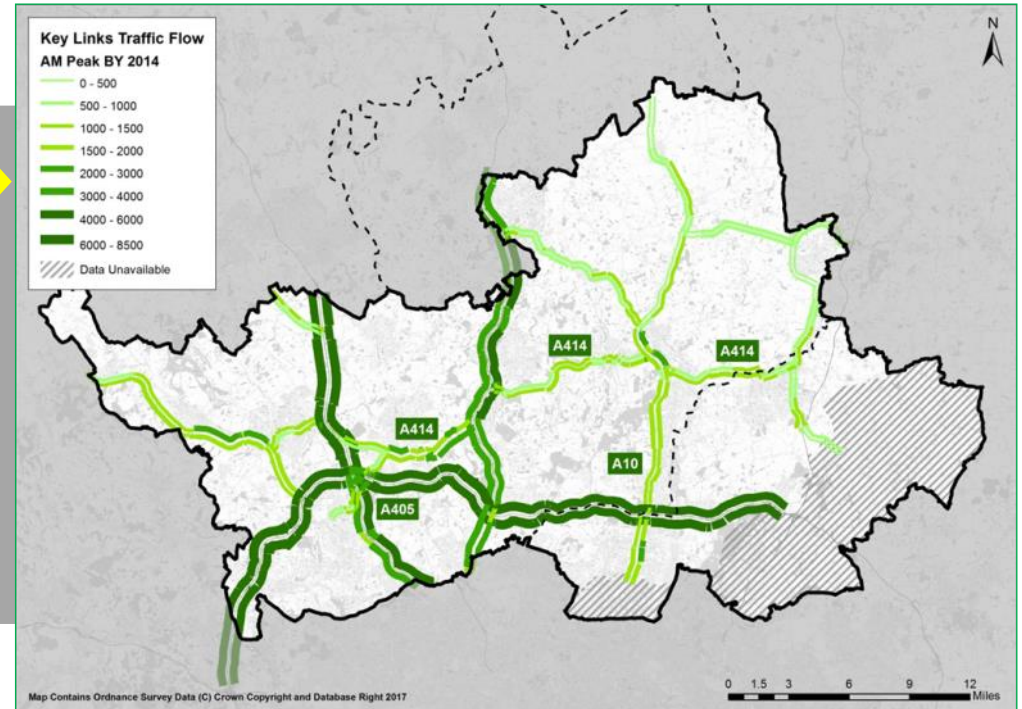 Key Links Traffic Flow
AM Peak BY 2014
0 - 500
500 - 1000
1000 - 1500
1500 - 2000
2000 - 3000
3000 - 4000
4000 - 6000
6000 - 8500
Data Unavailable
N
A414
A414
A414
A10
A405
0 1.5 3 6 9 12
Miles
Map Contains Ordnance Survey Data (C) Crown Copyright and Database Right 2017